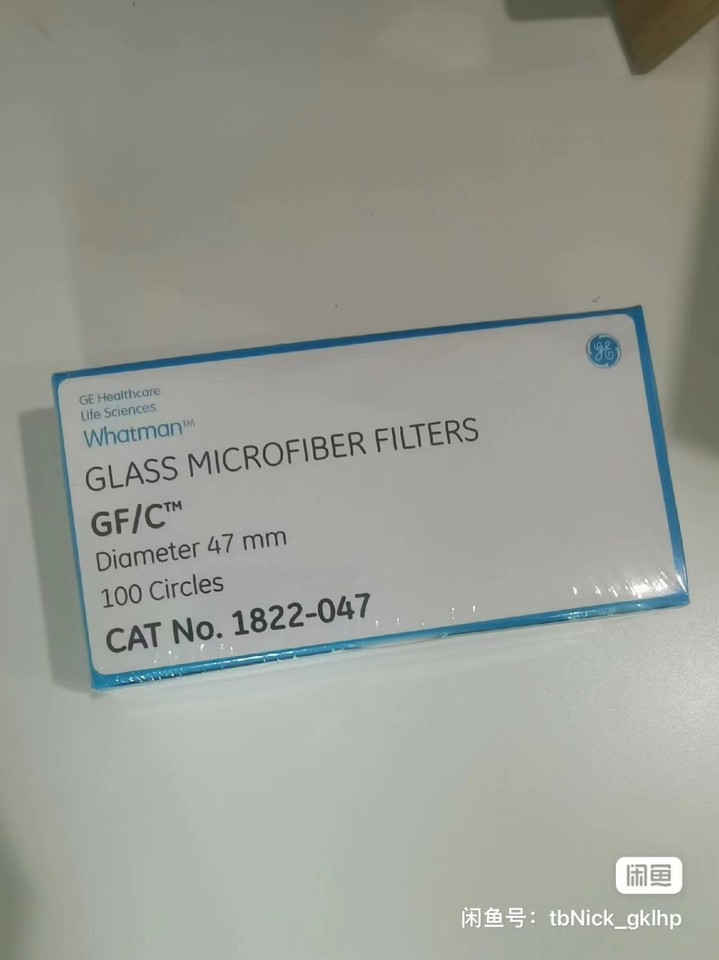 GE Healthcare
Life Sciences
Whatman™
GLASS MICROFIBER FILTERS
GF/C™
Diameter 47 mm
100 Circles
CAT No. 1822-047
GE
闲鱼
闲鱼号：tbNick_gklhp